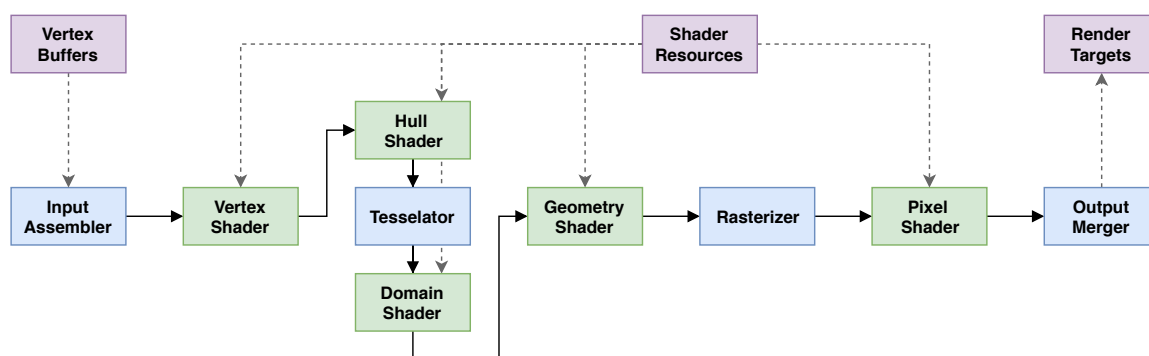 Vertex
Buffers
Shader
Resources
Render
Targets
Hull
Shader
Input
Assembler
Vertex
Shader
Tesselator
Geometry
Shader
Rasterizer
Pixel
Shader
Output
Merger
Domain
Shader